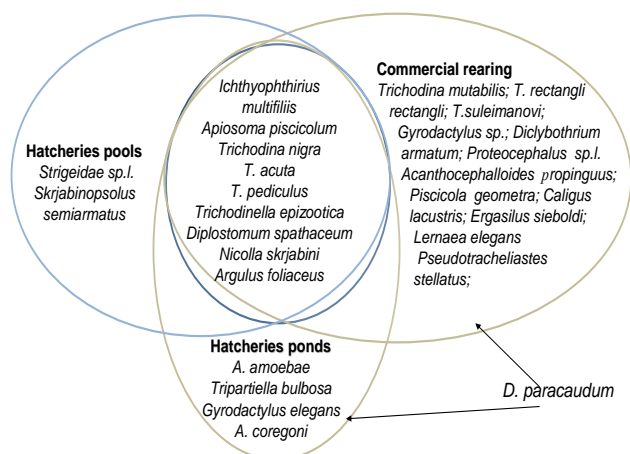 Hatcheries pools
Strigeidae sp.l.
Skrjabinopsolus
semiarmatus
Ichthyophthirius
multifiliis
Apiosoma piscicolum
Trichodina nigra
T. acuta
T. pediculus
Trichodinella epizootica
Diplostomum spathaceum
Nicolla skrjabini
Argulus foliaceus
Commercial rearing
Trichodina mutabilis; T. rectangli
rectangli; T.suleimanovi;
Gyrodactylus sp.; Diclybothrium
armatum; Proteocephalus sp.l.
Acanthocephalloides propinguus;
Piscicola geometra; Caligus
lacustris; Ergasilus sieboldi;
Lernaea elegans
Pseudotracheliastes
stellatus;
Hatcheries ponds
A. amoebae
Tripartiella bulbosa
Gyrodactylus elegans
A. coregoni
D. paracaudum